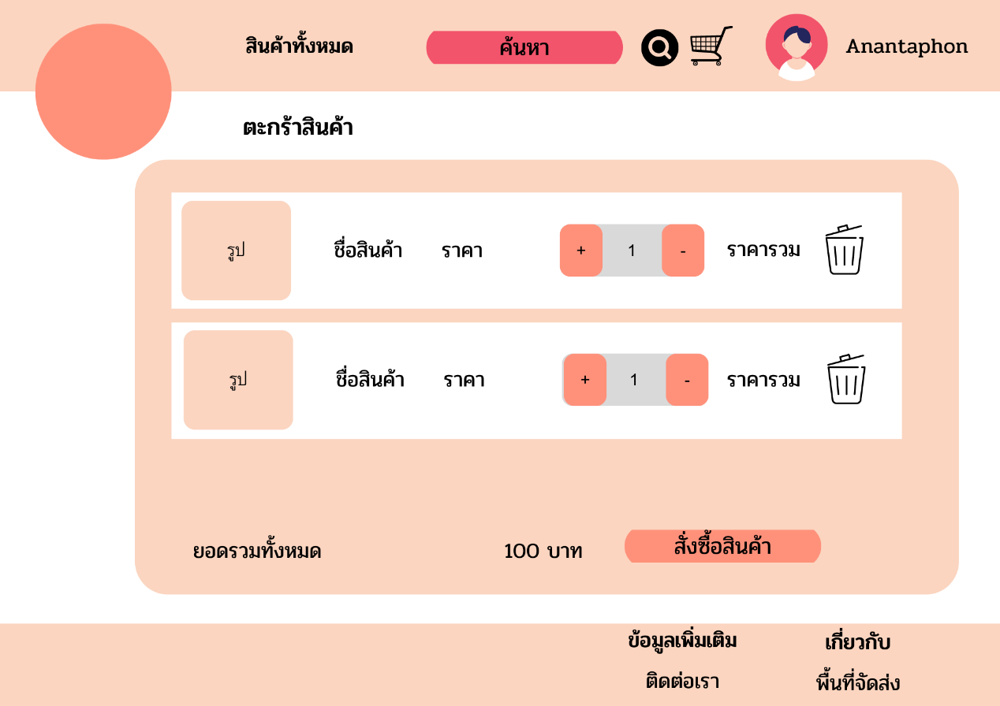 สินค้าทั้งหมด ค้นหา Anantaphon
ตะกร้าสินค้า
รูป ชื่อสินค้า ราคา + 1 - ราคารวม
รูป ชื่อสินค้า ราคา + 1 - ราคารวม
ยอดรวมทั้งหมด 100 บาท สั่งซื้อสินค้า
ข้อมูลเพิ่มเติม เกี่ยวกับ
ติดต่อเรา พื้นที่จัดส่ง